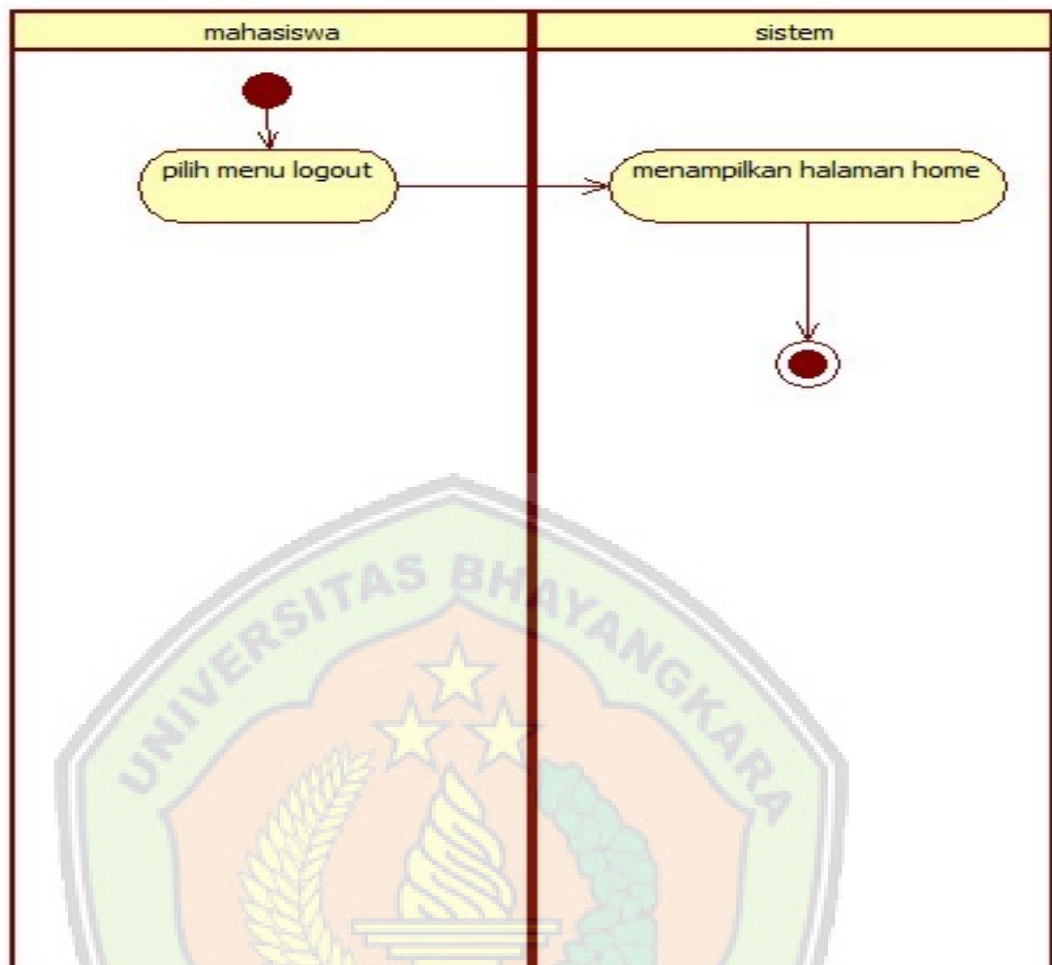 mahasiswa
sistem
pilih menu logout
menampilkan halaman home
UNIVERSITAS BHAYANGKARA